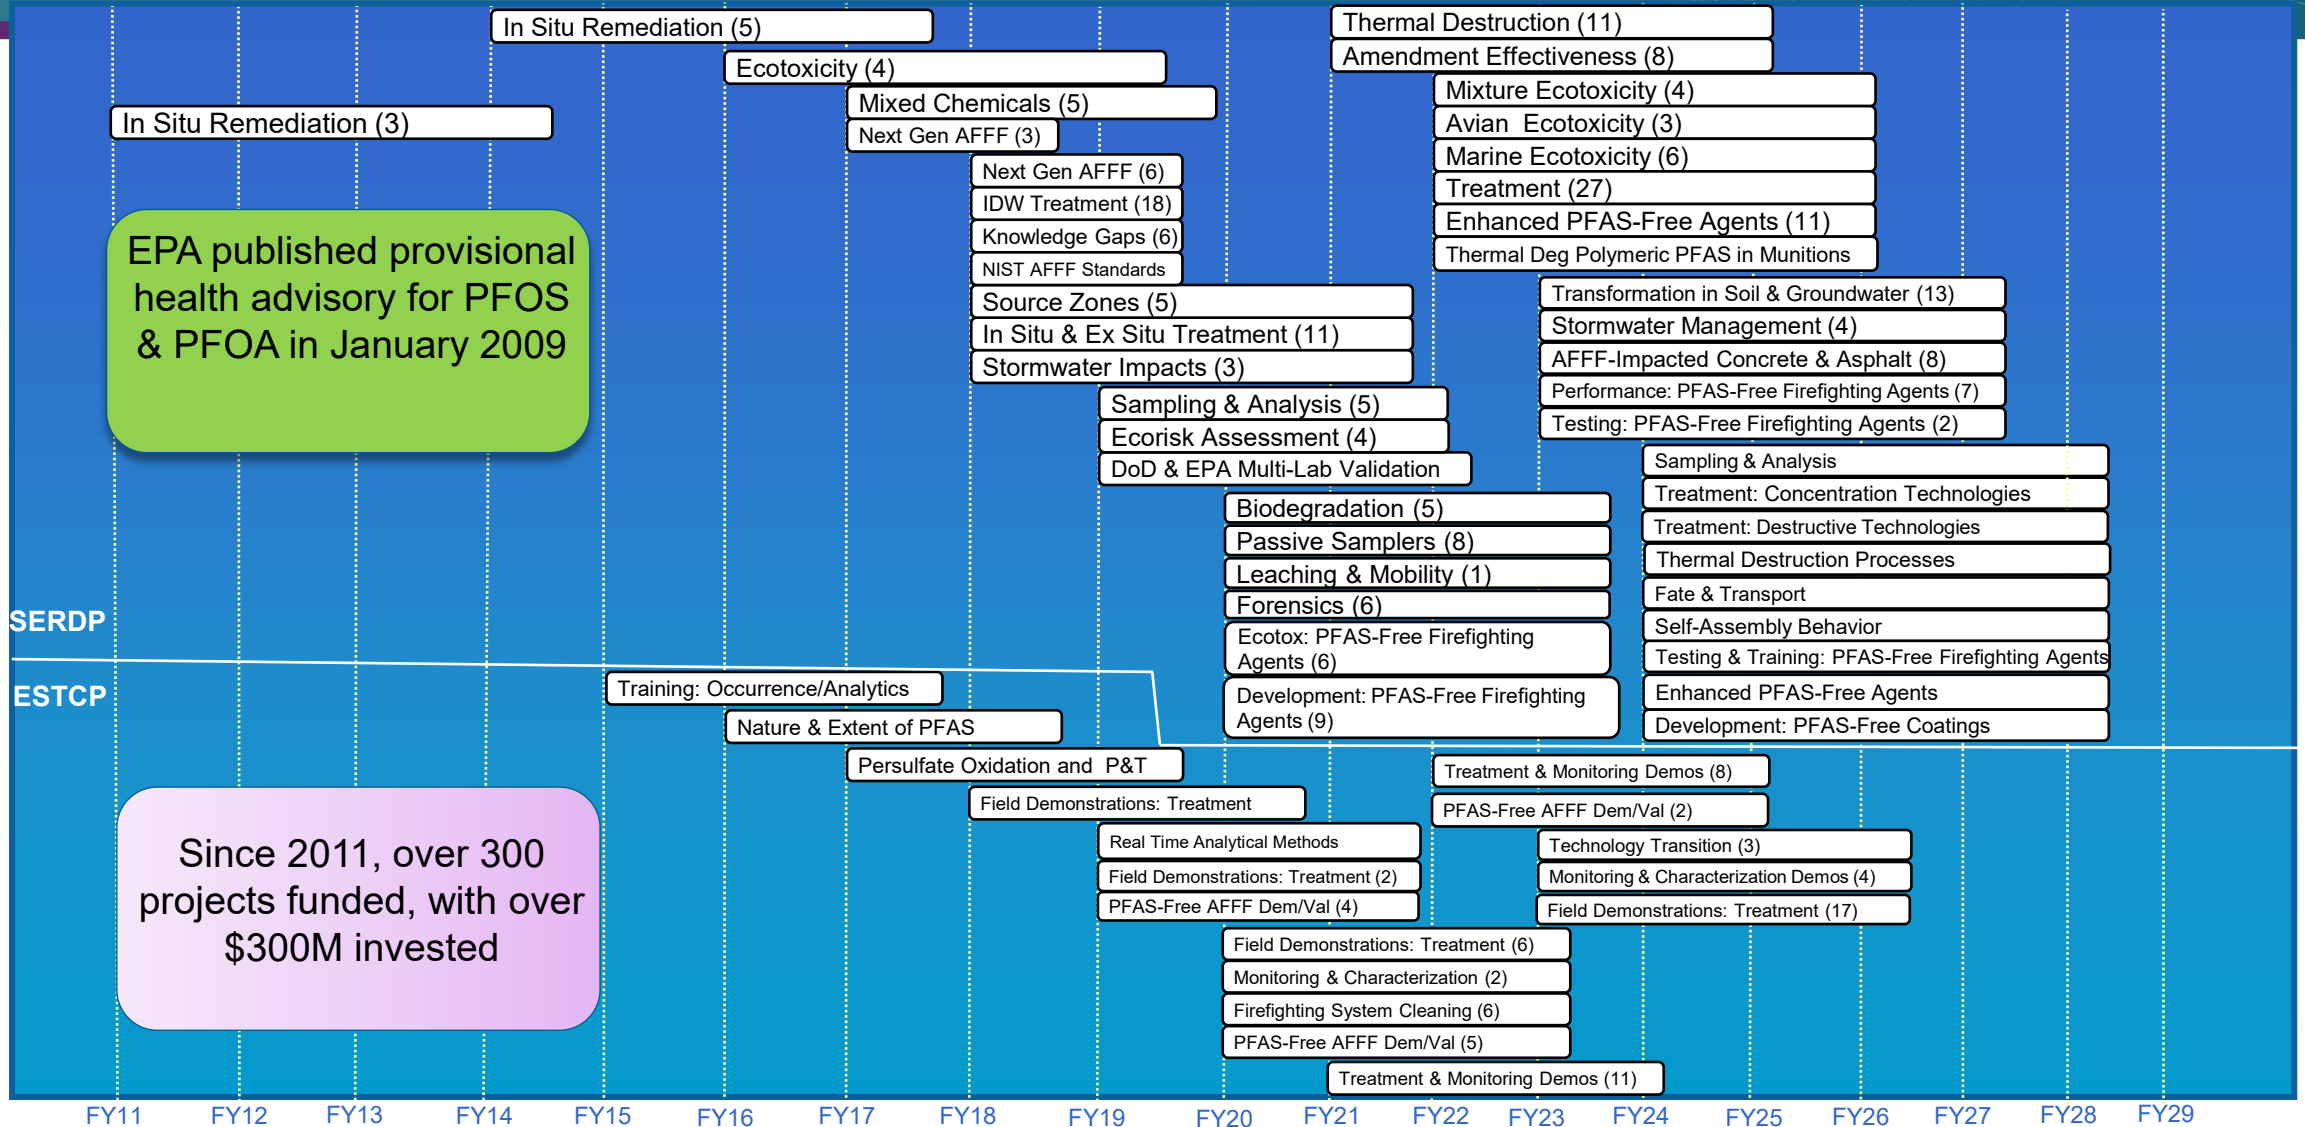 In Situ Remediation (5)
Ecotoxicity (4)
In Situ Remediation (3)
Mixed Chemicals (5)
Next Gen AFFF (3)
Next Gen AFFF (6)
IDW Treatment (18)
Knowledge Gaps (6)
NIST AFFF Standards
Source Zones (5)
In Situ & Ex Situ Treatment (11)
Stormwater Impacts (3)
Sampling & Analysis (5)
Ecorisk Assessment (4)
DoD & EPA Multi-Lab Validation
Biodegradation (5)
Passive Samplers (8)
Leaching & Mobility (1)
Forensics (6)
Ecotox: PFAS-Free Firefighting
Agents (6)
Development: PFAS-Free Firefighting
Agents (9)
Thermal Destruction (11)
Amendment Effectiveness (8)
Mixture Ecotoxicity (4)
Avian Ecotoxicity (3)
Marine Ecotoxicity (6)
Treatment (27)
Enhanced PFAS-Free Agents (11)
Thermal Deg Polymeric PFAS in Munitions
Transformation in Soil & Groundwater (13)
Stormwater Management (4)
AFFF-Impacted Concrete & Asphalt (8)
Performance: PFAS-Free Firefighting Agents (7)
Testing: PFAS-Free Firefighting Agents (2)
Sampling & Analysis
Treatment: Concentration Technologies
Treatment: Destructive Technologies
Thermal Destruction Processes
Fate & Transport
Self-Assembly Behavior
Testing & Training: PFAS-Free Firefighting Agents
Enhanced PFAS-Free Agents
Development: PFAS-Free Coatings
EPA published provisional
health advisory for PFOS
& PFOA in January 2009
SERDP
ESTCP
Training: Occurrence/Analytics
Nature & Extent of PFAS
Persulfate Oxidation and P&T
Field Demonstrations: Treatment
Real Time Analytical Methods
Field Demonstrations: Treatment (2)
PFAS-Free AFFF Dem/Val (4)
Field Demonstrations: Treatment (6)
Monitoring & Characterization (2)
Firefighting System Cleaning (6)
PFAS-Free AFFF Dem/Val (5)
Treatment & Monitoring Demos (11)
Treatment & Monitoring Demos (8)
PFAS-Free AFFF Dem/Val (2)
Technology Transition (3)
Monitoring & Characterization Demos (4)
Field Demonstrations: Treatment (17)
Since 2011, over 300
projects funded, with over
$300M invested
FY11 FY12 FY13 FY14 FY15 FY16 FY17 FY18 FY19 FY20 FY21 FY22 FY23 FY24 FY25 FY26 FY27 FY28 FY29